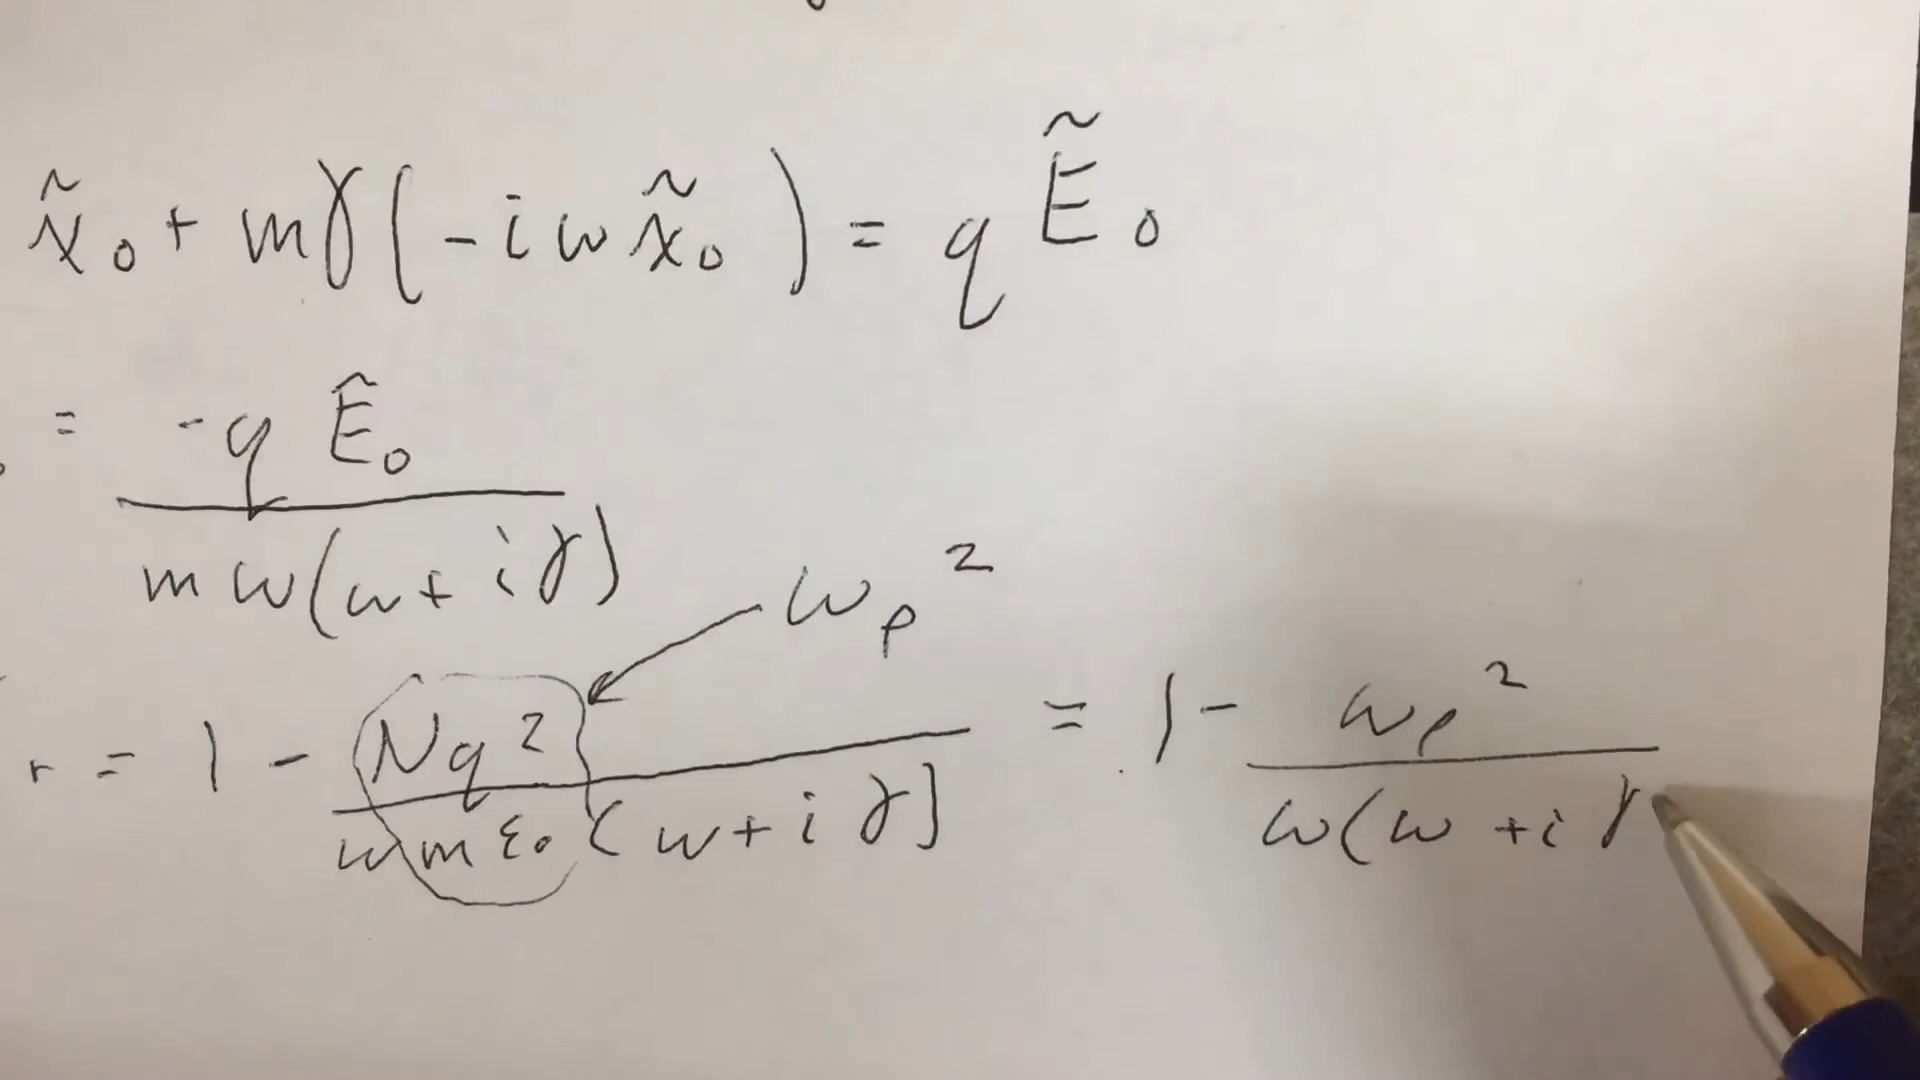 x̃₀ + mγ(-iωx̃₀) = qẼ₀
= -qẼ₀ / mω(ω + iγ)
ωₚ²
r = 1 - Nq² / ωmε₀(ω + iγ) = 1 - ωₚ² / ω(ω + iγ